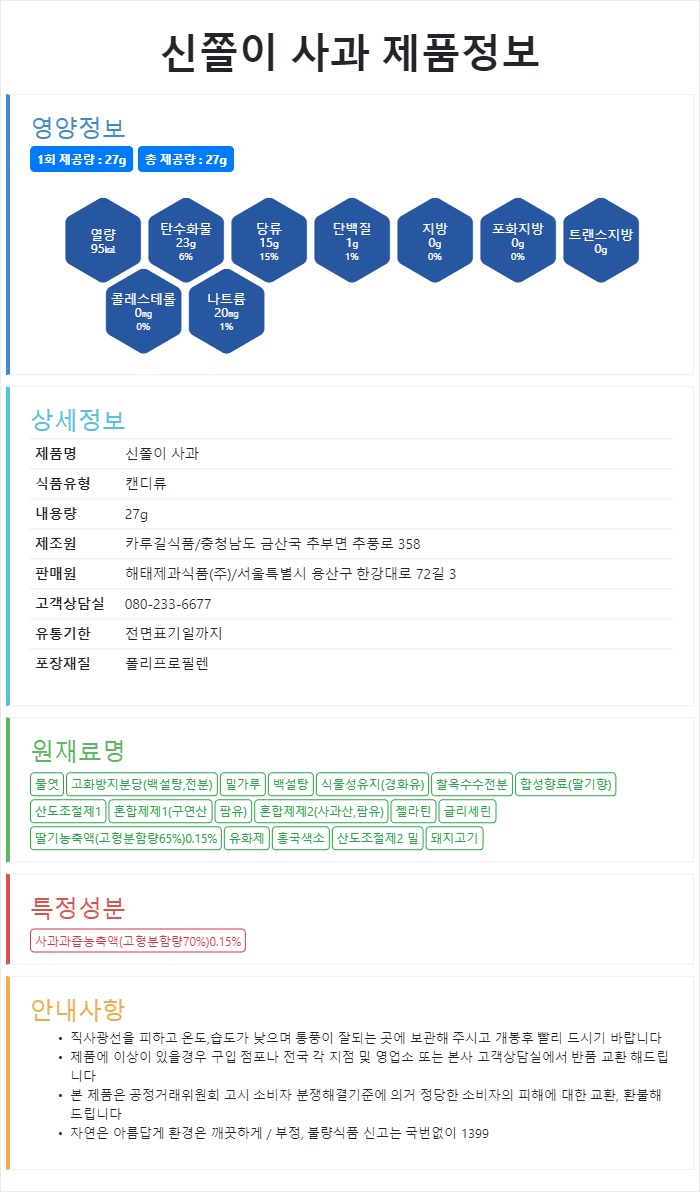 신쫄이 사과 제품정보
영양정보
1회 제공량 : 27g 총 제공량 : 27g
열량 95㎉
탄수화물 23g 6%
당류 15g 15%
단백질 1g 1%
지방 0g 0%
포화지방 0g 0%
트랜스지방 0g
콜레스테롤 0㎎ 0%
나트륨 20㎎ 1%
상세정보
제품명 신쫄이 사과
식품유형 캔디류
내용량 27g
제조원 카루길식품/충청남도 금산국 추부면 추풍로 358
판매원 해태제과식품(주)/서울특별시 용산구 한강대로 72길 3
고객상담실 080-233-6677
유통기한 전면표기일까지
포장재질 폴리프로필렌
원재료명
물엿 고화방지분당(백설탕,전분) 밀가루 백설탕 식물성유지(경화유) 찰옥수수전분 합성향료(딸기향)
산도조절제1 혼합제제1(구연산 팜유) 혼합제제2(사과산,팜유) 젤라틴 글리세린
딸기농축액(고형분함량65%)0.15% 유화제 홍국색소 산도조절제2 밀 돼지고기
특정성분
사과과즙농축액(고형분함량70%)0.15%
안내사항
• 직사광선을 피하고 온도,습도가 낮으며 통풍이 잘되는 곳에 보관해 주시고 개봉후 빨리 드시기 바랍니다
• 제품에 이상이 있을경우 구입 점포나 전국 각 지점 및 영업소 또는 본사 고객상담실에서 반품 교환 해드립
니다
• 본 제품은 공정거래위원회 고시 소비자 분쟁해결기준에 의거 정당한 소비자의 피해에 대한 교환, 환불해
드립니다
• 자연은 아름답게 환경은 깨끗하게 / 부정, 불량식품 신고는 국번없이 1399